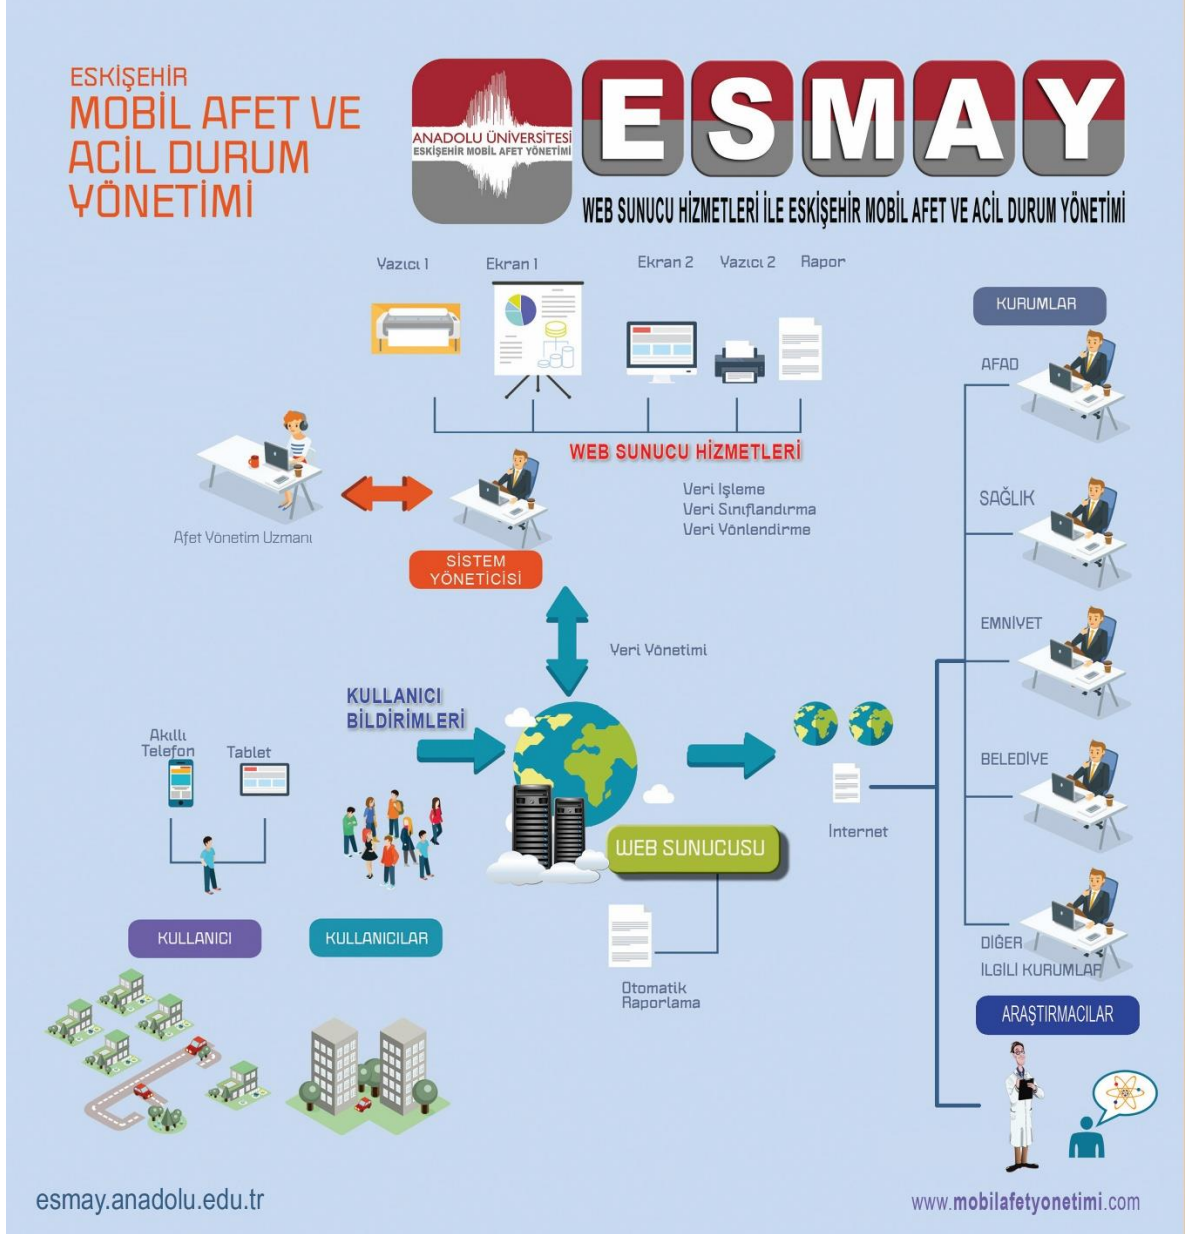 ESKİŞEHİR
MOBİL AFET VE
ACİL DURUM
YÖNETİMİ
ANADOLU ÜNİVERSİTESİ
ESKİŞEHİR MOBİL AFET YÖNETİMİ
ESMAY
WEB SUNUCU HİZMETLERİ İLE ESKİŞEHİR MOBİL AFET VE ACİL DURUM YÖNETİMİ
Yazıcı 1
Ekran 1
Ekran 2
Yazıcı 2
Rapor
KURUMLAR
AFAD
WEB SUNUCU HİZMETLERİ
Veri İşleme
Veri Sınıflandırma
Veri Yönlendirme
SAĞLIK
Afet Yönetim Uzmanı
SİSTEM
YÖNETİCİSİ
EMNİYET
Veri Yönetimi
KULLANICI
BİLDİRİMLERİ
Akıllı
Telefon
Tablet
BELEDİYE
İnternet
WEB SUNUCUSU
KULLANICI
KULLANICILAR
DİĞER
İLGİLİ KURUMLAR
Otomatik
Raporlama
ARAŞTIRMACILAR
esmay.anadolu.edu.tr
www.mobilafetyonetimi.com